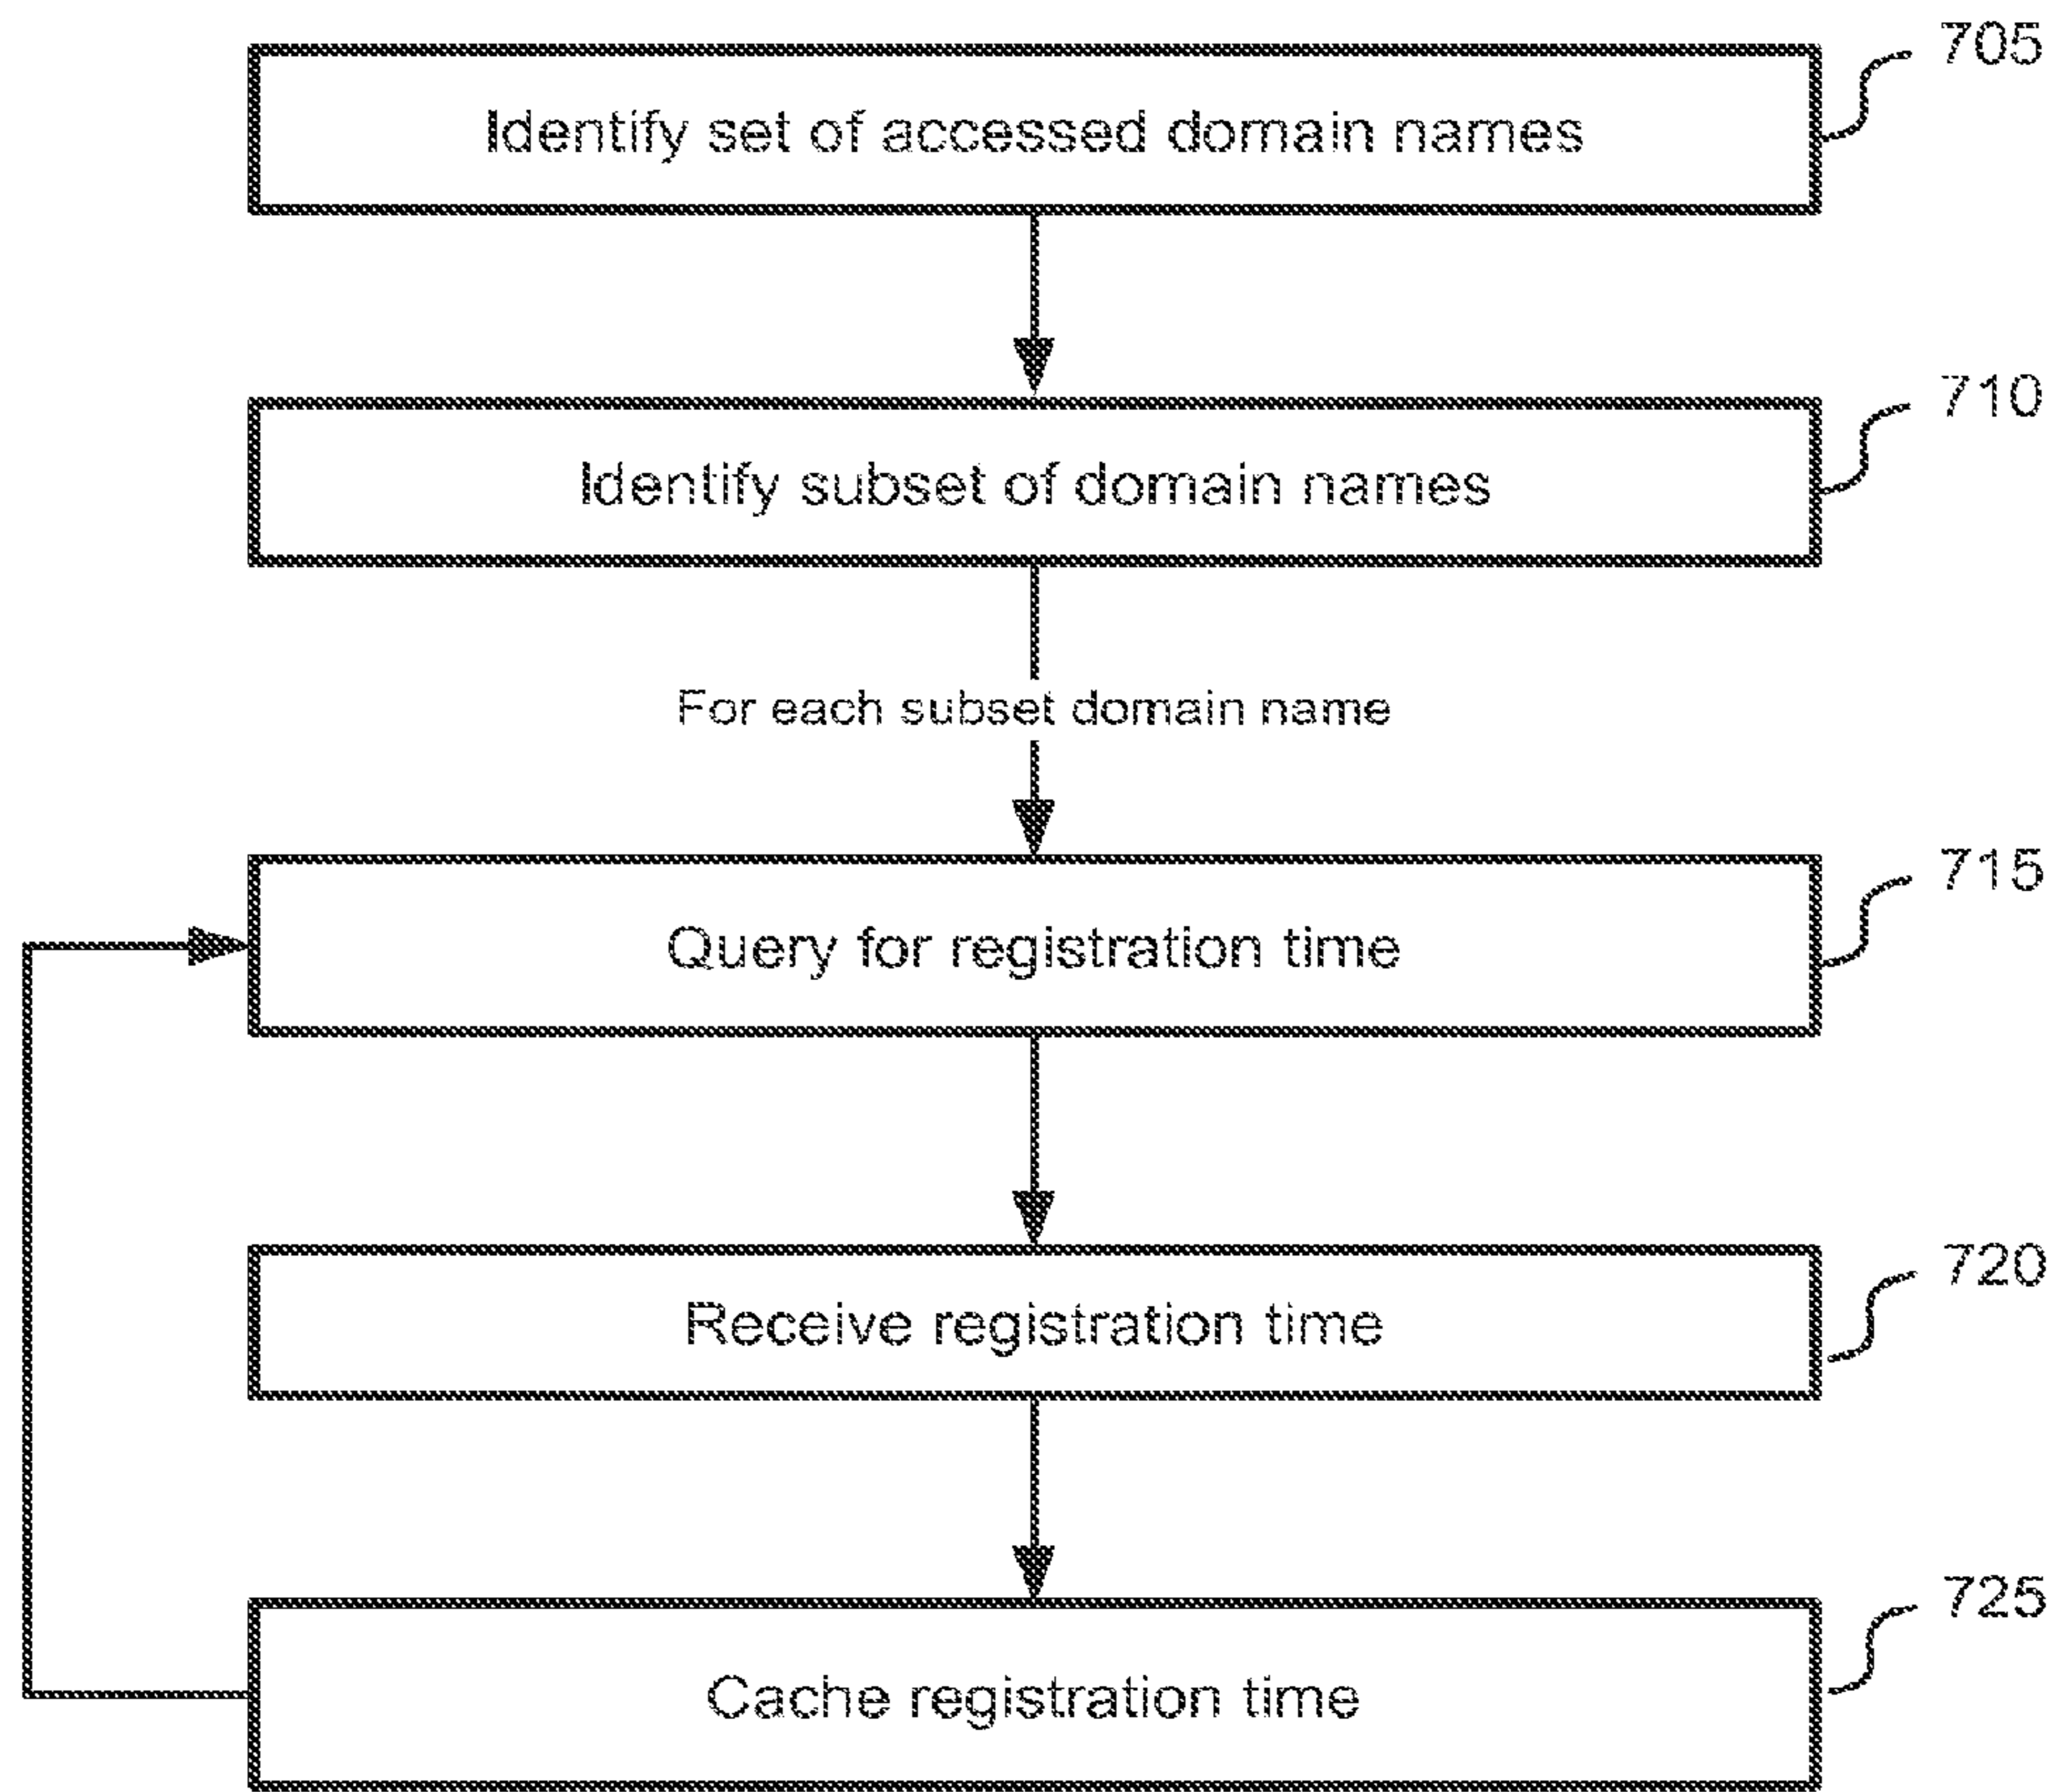 705
Identify set of accessed domain names
710
Identify subset of domain names
For each subset domain name
715
Query for registration time
720
Receive registration time
725
Cache registration time